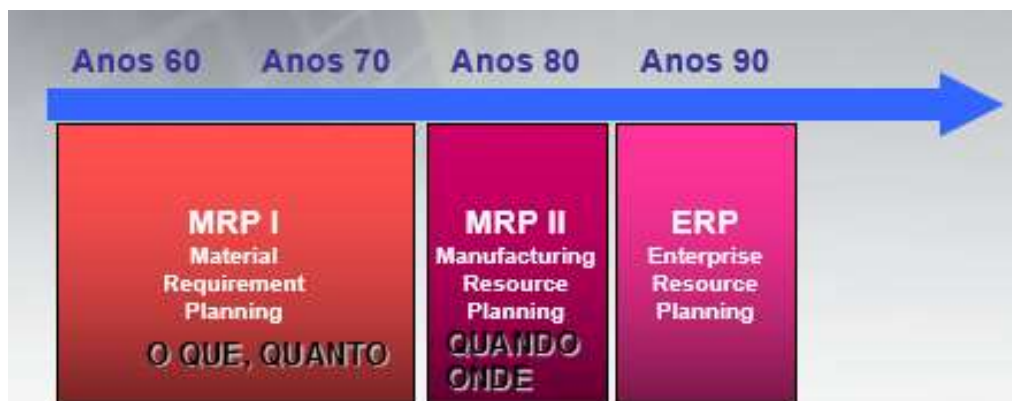 Anos 60 Anos 70 Anos 80 Anos 90
MRP I
Material
Requirement
Planning
O QUE, QUANTO
MRP II
Manufacturing
Resource
Planning
QUANDO
ONDE
ERP
Enterprise
Resource
Planning